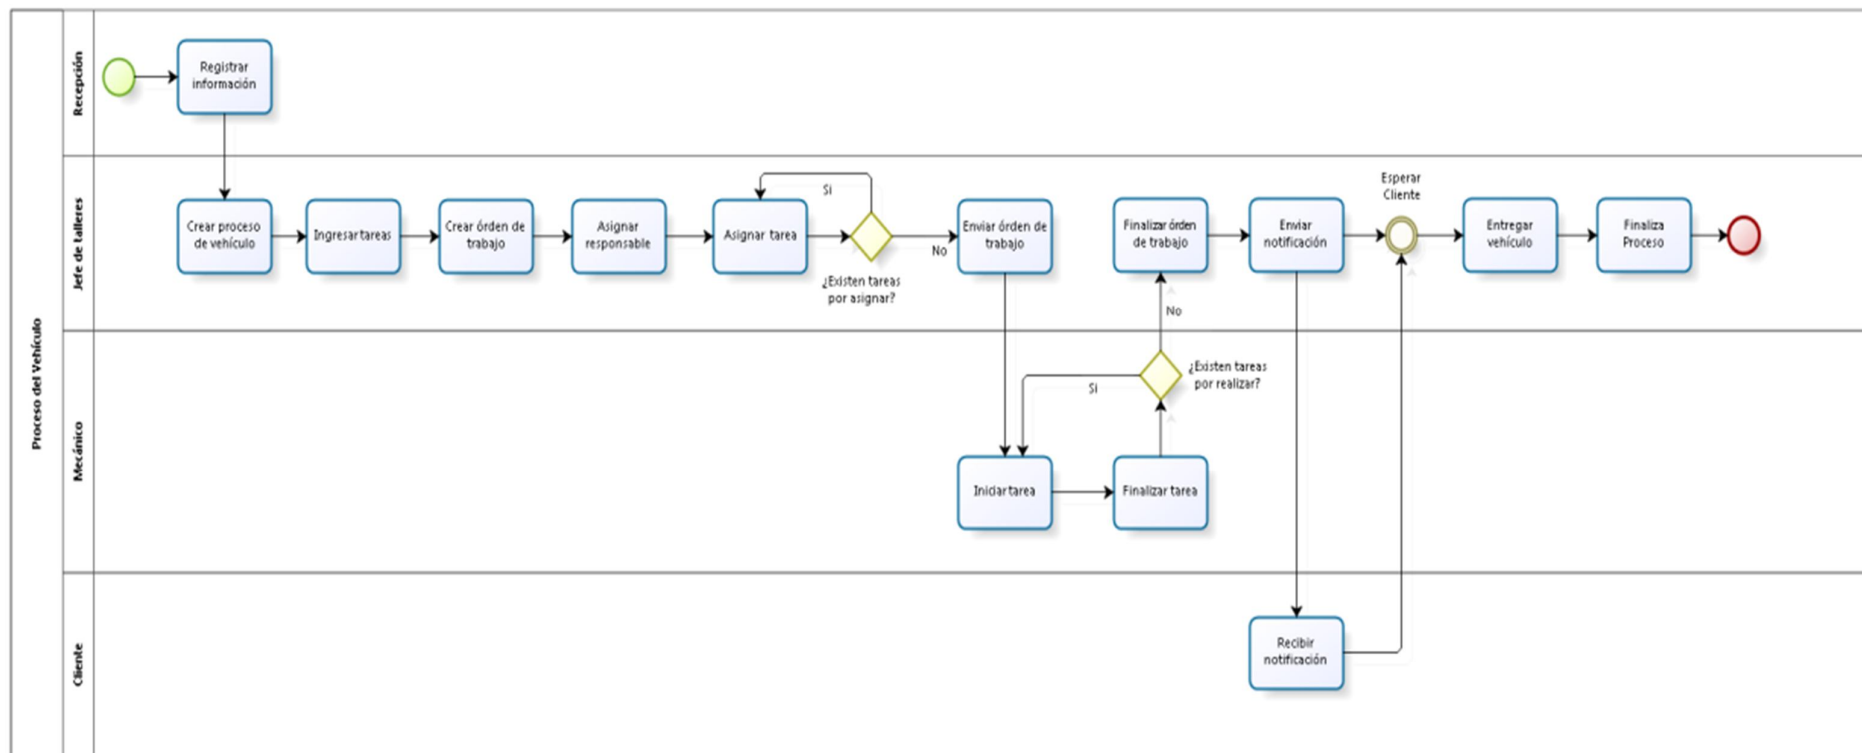 Proceso del Vehículo
Recepción
Registrar
información
Jefe de talleres
Crear proceso
de vehículo
Ingresar tareas
Crear órden de
trabajo
Asignar
responsable
Asignar tarea
Si
¿Existen tareas
por asignar?
No
Enviar órden de
trabajo
Finalizar órden
de trabajo
Enviar
notificación
Esperar
Cliente
Entregar
vehículo
Finaliza
Proceso
No
Mecánico
¿Existen tareas
por realizar?
Si
Iniciar tarea
Finalizar tarea
Cliente
Recibir
notificación